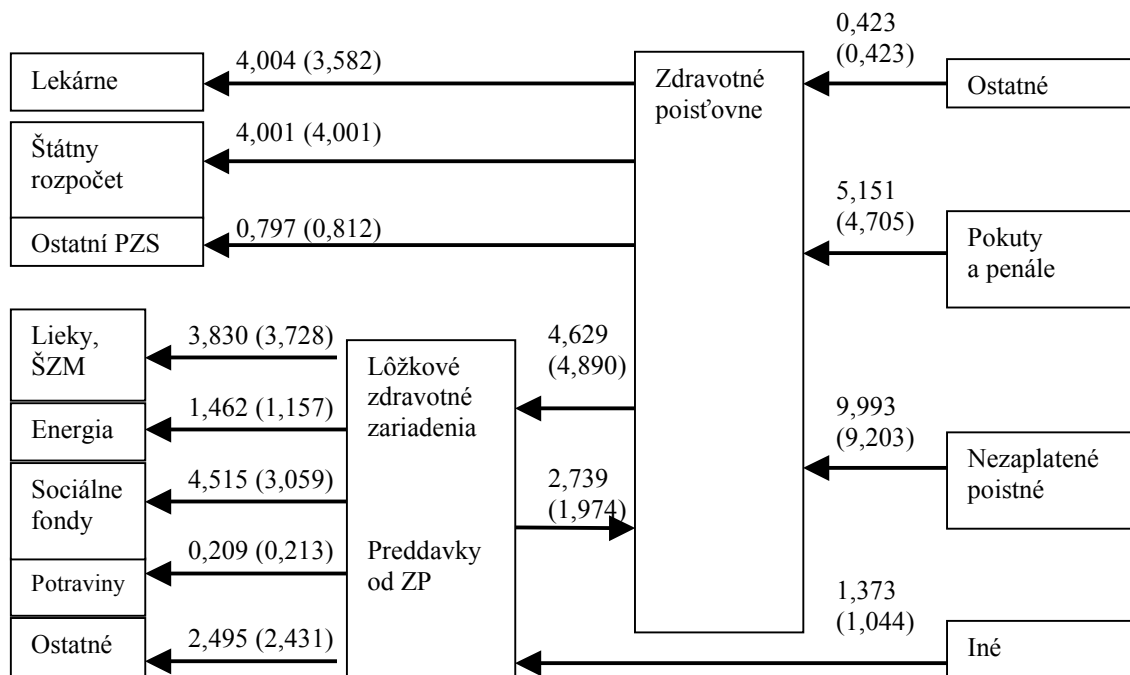 0,423
(0,423)
Lekárne
4,004 (3,582)
Zdravotné
poisťovne
Ostatné
Štátny
rozpočet
4,001 (4,001)
5,151
(4,705)
Ostatní PZS
0,797 (0,812)
Pokuty
a penále
Lieky,
ŠZM
3,830 (3,728)
Lôžkové
zdravotné
zariadenia
4,629
(4,890)
Energia
1,462 (1,157)
9,993
(9,203)
Nezaplatené
poistné
Sociálne
fondy
4,515 (3,059)
2,739
(1,974)
Potraviny
0,209 (0,213)
Preddavky
od ZP
1,373
(1,044)
Ostatné
2,495 (2,431)
Iné